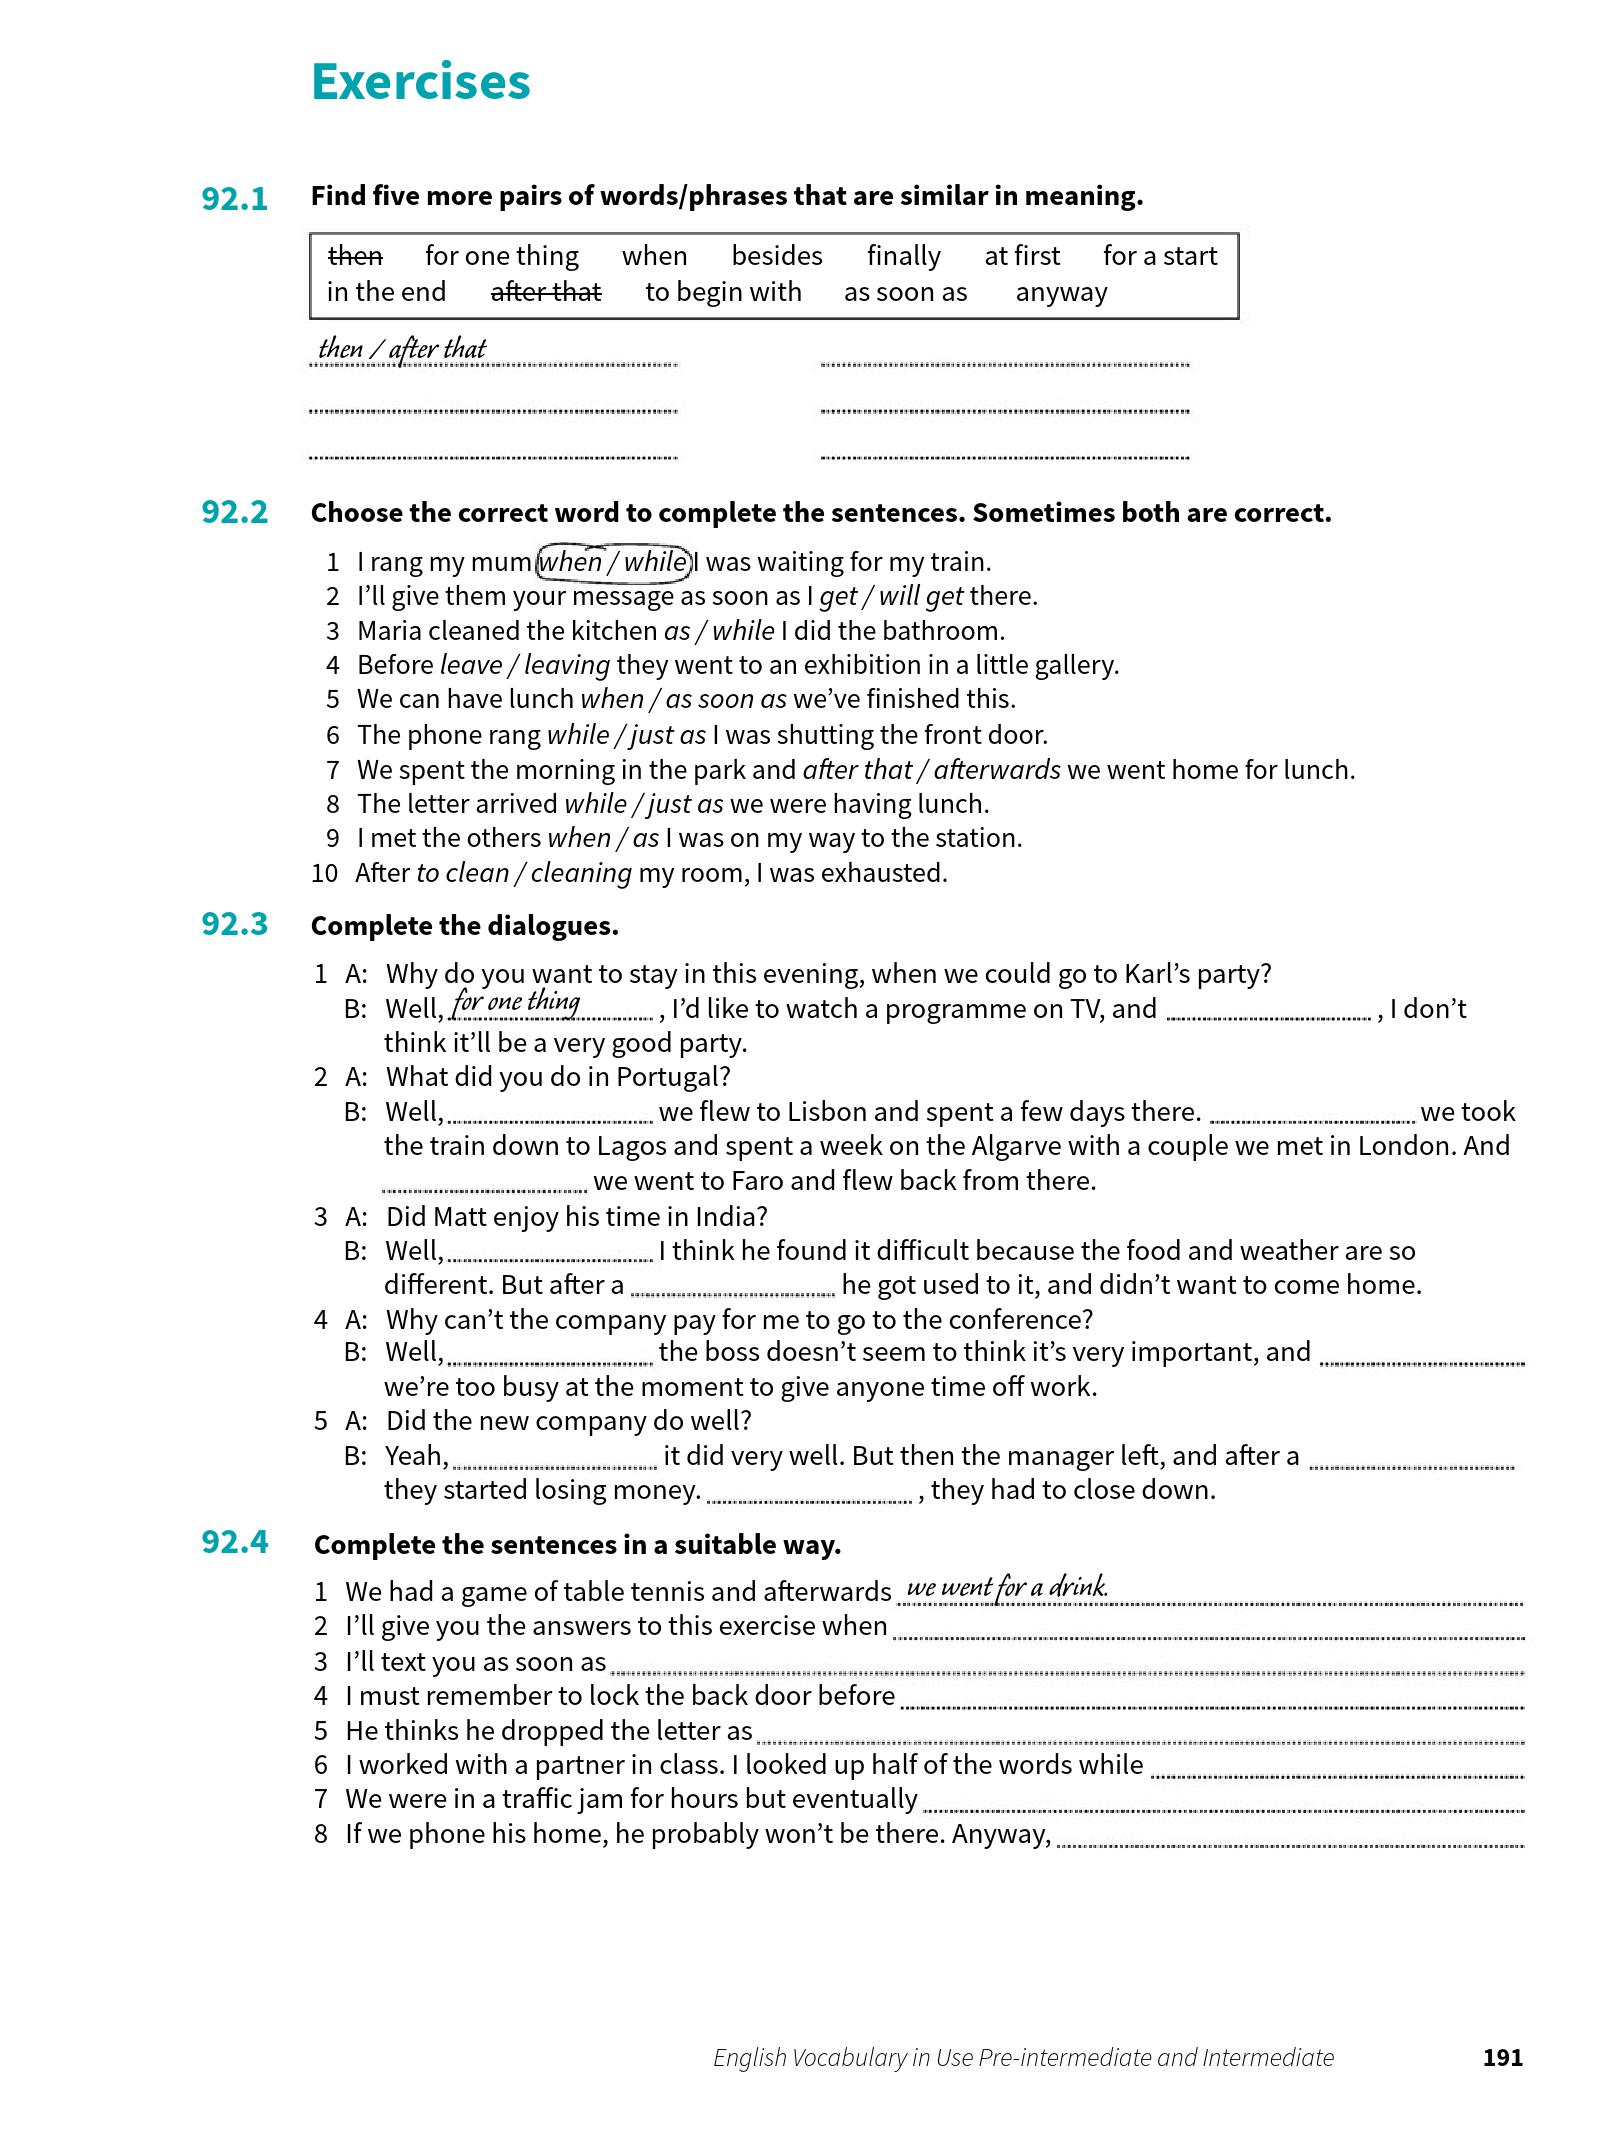 Exercises
92.1 Find five more pairs of words/phrases that are similar in meaning.
then for one thing when besides finally at first for a start
in the end after that to begin with as soon as anyway
then / after that
92.2 Choose the correct word to complete the sentences. Sometimes both are correct.
1 I rang my mum when / while I was waiting for my train.
2 I’ll give them your message as soon as I get / will get there.
3 Maria cleaned the kitchen as / while I did the bathroom.
4 Before leave / leaving they went to an exhibition in a little gallery.
5 We can have lunch when / as soon as we’ve finished this.
6 The phone rang while / just as I was shutting the front door.
7 We spent the morning in the park and after that / afterwards we went home for lunch.
8 The letter arrived while / just as we were having lunch.
9 I met the others when / as I was on my way to the station.
10 After to clean / cleaning my room, I was exhausted.
92.3 Complete the dialogues.
1 A: Why do you want to stay in this evening, when we could go to Karl’s party?
B: Well, for one thing , I’d like to watch a programme on TV, and , I don’t
think it’ll be a very good party.
2 A: What did you do in Portugal?
B: Well, we flew to Lisbon and spent a few days there. we took
the train down to Lagos and spent a week on the Algarve with a couple we met in London. And
we went to Faro and flew back from there.
3 A: Did Matt enjoy his time in India?
B: Well, I think he found it difficult because the food and weather are so
different. But after a he got used to it, and didn’t want to come home.
4 A: Why can’t the company pay for me to go to the conference?
B: Well, the boss doesn’t seem to think it’s very important, and
we’re too busy at the moment to give anyone time off work.
5 A: Did the new company do well?
B: Yeah, it did very well. But then the manager left, and after a
they started losing money. , they had to close down.
92.4 Complete the sentences in a suitable way.
1 We had a game of table tennis and afterwards we went for a drink.
2 I’ll give you the answers to this exercise when
3 I’ll text you as soon as
4 I must remember to lock the back door before
5 He thinks he dropped the letter as
6 I worked with a partner in class. I looked up half of the words while
7 We were in a traffic jam for hours but eventually
8 If we phone his home, he probably won’t be there. Anyway,
English Vocabulary in Use Pre-intermediate and Intermediate 191